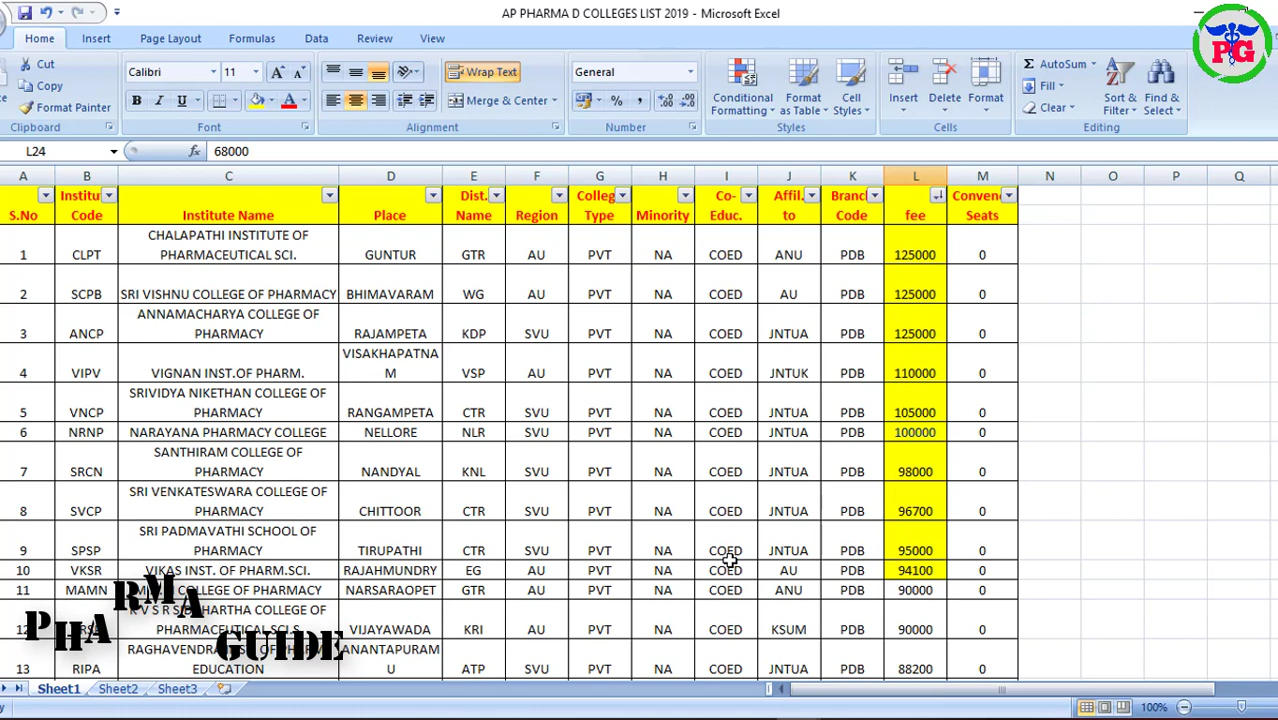 AP PHARMA D COLLEGES LIST 2019 - Microsoft Excel
PG
Home Insert Page Layout Formulas Data Review View
Cut
Copy
Format Painter
Clipboard
Calibri 11 A A
B I U A
Font
Wrap Text
Merge & Center
Alignment
General
% , .0 .00
Number
Conditional Formatting
Format as Table
Cell Styles
Styles
Insert Delete Format
Cells
Σ AutoSum
Fill
Clear
Sort & Filter
Find & Select
Editing
L24 fx 68000
A B C D E F G H I J K L M N O P Q
S.No Institu Code Institute Name Place Dist. Name Region Colleg Type Minority Co-Educ. Affil. to Branch Code fee Conven Seats
1 CLPT CHALAPATHI INSTITUTE OF PHARMACEUTICAL SCI. GUNTUR GTR AU PVT NA COED ANU PDB 125000 0
2 SCPB SRI VISHNU COLLEGE OF PHARMACY BHIMAVARAM WG AU PVT NA COED AU PDB 125000 0
3 ANCP ANNAMACHARYA COLLEGE OF PHARMACY RAJAMPETA KDP SVU PVT NA COED JNTUA PDB 125000 0
4 VIPV VIGNAN INST.OF PHARM. VISAKHAPATNAM VSP AU PVT NA COED JNTUK PDB 110000 0
5 VNCP SRIVIDYA NIKETHAN COLLEGE OF PHARMACY RANGAMPETA CTR SVU PVT NA COED JNTUA PDB 105000 0
6 NRNP NARAYANA PHARMACY COLLEGE NELLORE NLR SVU PVT NA COED JNTUA PDB 100000 0
7 SRCN SANTHIRAM COLLEGE OF PHARMACY NANDYAL KNL SVU PVT NA COED JNTUA PDB 98000 0
8 SVCP SRI VENKATESWARA COLLEGE OF PHARMACY CHITTOOR CTR SVU PVT NA COED JNTUA PDB 96700 0
9 SPSP SRI PADMAVATHI SCHOOL OF PHARMACY TIRUPATHI CTR SVU PVT NA COED JNTUA PDB 95000 0
10 VKSR VIKAS INST. OF PHARM.SCI. RAJAHMUNDRY EG AU PVT NA COED AU PDB 94100 0
11 MAMN COLLEGE OF PHARMACY NARSARAOPET GTR AU PVT NA COED ANU PDB 90000 0
12 K V S R COLLEGE OF PHARMACEUTICAL VIJAYAWADA KRI AU PVT NA COED KSUM PDB 90000 0
13 RIPA EDUCATION ANANTAPURAMU ATP SVU PVT NA COED JNTUA PDB 88200 0
PHARMA
GUIDE
Sheet1 Sheet2 Sheet3
100%